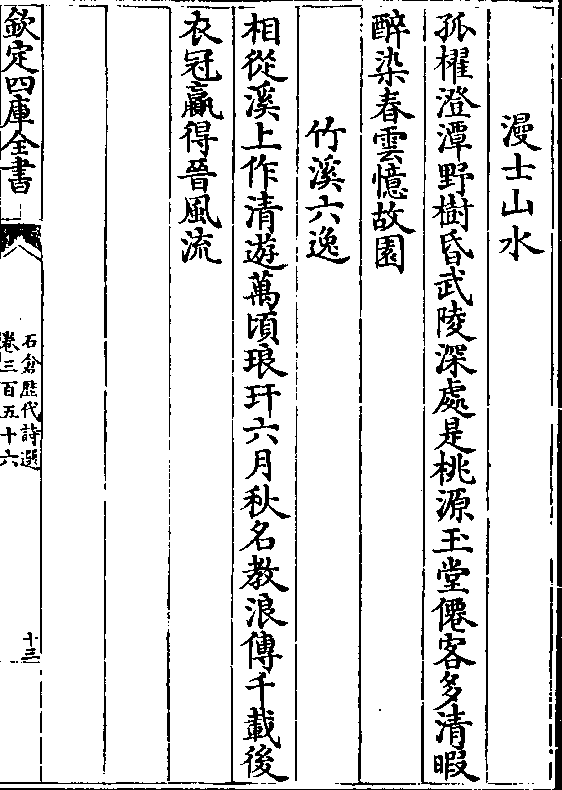 漫士山水
孤櫂澄潭野樹昏武陵深處是桃源玉堂僊客多清暇
醉染春雲憶故園
竹溪六逸
相從溪上作清遊萬頃琅玕六月秋名教浪傳千載後
衣冠贏得晉風流
欽定四庫全書
石倉歷代詩選
卷三百五十六
十三